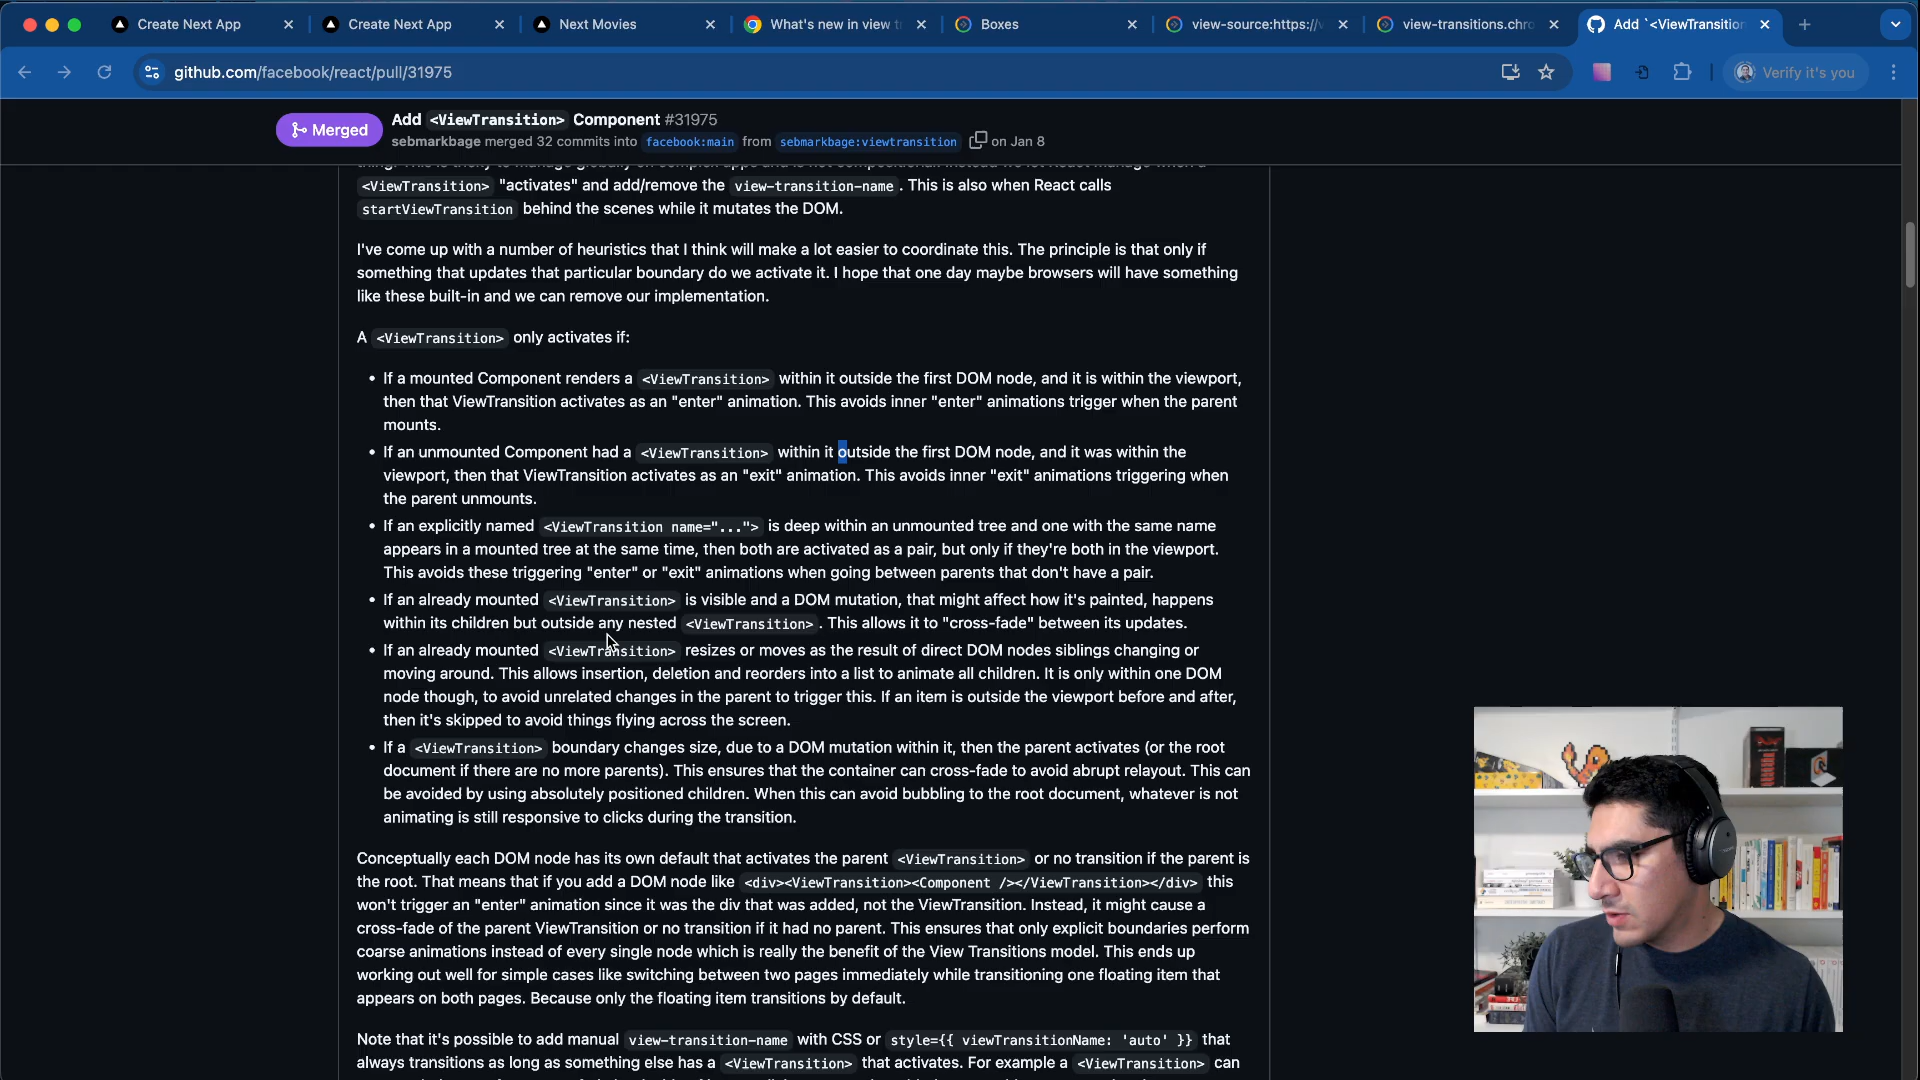 Create Next App
Create Next App
Next Movies
What's new in view
Boxes
view-source:https://
view-transitions.chro
Add `<ViewTransition
github.com/facebook/react/pull/31975
Verify it's you
Merged
Add <ViewTransition> Component #31975
sebmarkbage merged 32 commits into facebook:main from sebmarkbage:viewtransition on Jan 8
<ViewTransition> "activates" and add/remove the view-transition-name. This is also when React calls
startViewTransition behind the scenes while it mutates the DOM.
I've come up with a number of heuristics that I think will make a lot easier to coordinate this. The principle is that only if
something that updates that particular boundary do we activate it. I hope that one day maybe browsers will have something
like these built-in and we can remove our implementation.
A <ViewTransition> only activates if:
• If a mounted Component renders a <ViewTransition> within it outside the first DOM node, and it is within the viewport,
then that ViewTransition activates as an "enter" animation. This avoids inner "enter" animations trigger when the parent
mounts.
• If an unmounted Component had a <ViewTransition> within it outside the first DOM node, and it was within the
viewport, then that ViewTransition activates as an "exit" animation. This avoids inner "exit" animations triggering when
the parent unmounts.
• If an explicitly named <ViewTransition name="..."> is deep within an unmounted tree and one with the same name
appears in a mounted tree at the same time, then both are activated as a pair, but only if they're both in the viewport.
This avoids these triggering "enter" or "exit" animations when going between parents that don't have a pair.
• If an already mounted <ViewTransition> is visible and a DOM mutation, that might affect how it's painted, happens
within its children but outside any nested <ViewTransition>. This allows it to "cross-fade" between its updates.
• If an already mounted <ViewTransition> resizes or moves as the result of direct DOM nodes siblings changing or
moving around. This allows insertion, deletion and reorders into a list to animate all children. It is only within one DOM
node though, to avoid unrelated changes in the parent to trigger this. If an item is outside the viewport before and after,
then it's skipped to avoid things flying across the screen.
• If a <ViewTransition> boundary changes size, due to a DOM mutation within it, then the parent activates (or the root
document if there are no more parents). This ensures that the container can cross-fade to avoid abrupt relayout. This can
be avoided by using absolutely positioned children. When this can avoid bubbling to the root document, whatever is not
animating is still responsive to clicks during the transition.
Conceptually each DOM node has its own default that activates the parent <ViewTransition> or no transition if the parent is
the root. That means that if you add a DOM node like <div><ViewTransition><Component /></ViewTransition></div> this
won't trigger an "enter" animation since it was the div that was added, not the ViewTransition. Instead, it might cause a
cross-fade of the parent ViewTransition or no transition if it had no parent. This ensures that only explicit boundaries perform
coarse animations instead of every single node which is really the benefit of the View Transitions model. This ends up
working out well for simple cases like switching between two pages immediately while transitioning one floating item that
appears on both pages. Because only the floating item transitions by default.
Note that it's possible to add manual view-transition-name with CSS or style={{ viewTransitionName: 'auto' }} that
always transitions as long as something else has a <ViewTransition> that activates. For example a <ViewTransition> can